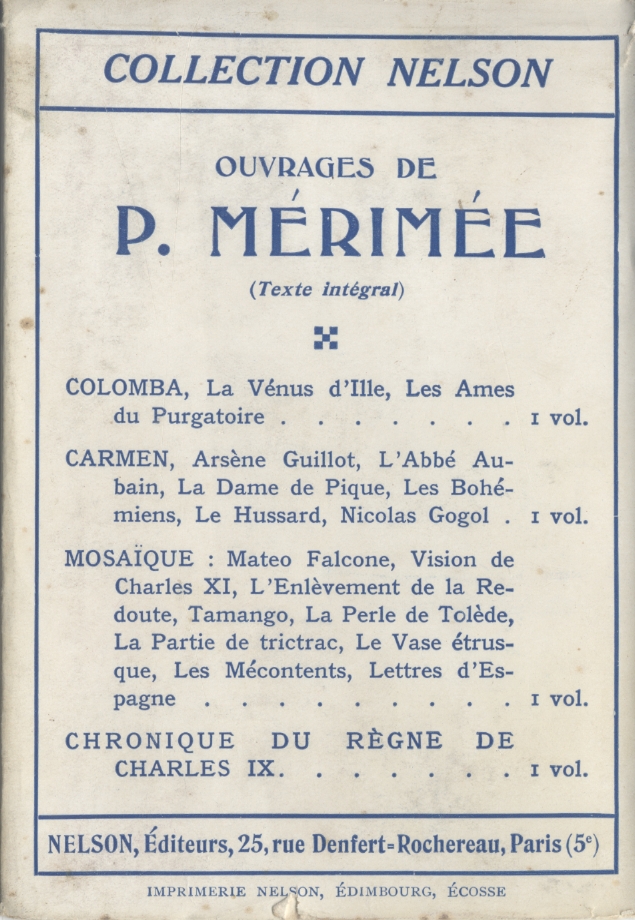 COLLECTION NELSON
OUVRAGES DE
P. MÉRIMÉE
(Texte intégral)
COLOMBA, La Vénus d'Ille, Les Ames
du Purgatoire . . . . . . . 1 vol.
CARMEN, Arsène Guillot, L'Abbé Au-
bain, La Dame de Pique, Les Bohé-
miens, Le Hussard, Nicolas Gogol . 1 vol.
MOSAÏQUE : Mateo Falcone, Vision de
Charles XI, L'Enlèvement de la Re-
doute, Tamango, La Perle de Tolède,
La Partie de trictrac, Le Vase étrus-
que, Les Mécontents, Lettres d'Es-
pagne . . . . . . . . . 1 vol.
CHRONIQUE DU RÈGNE DE
CHARLES IX. . . . . . . 1 vol.
NELSON, Éditeurs, 25, rue Denfert=Rochereau, Paris (5e)
IMPRIMERIE NELSON, ÉDIMBOURG, ÉCOSSE